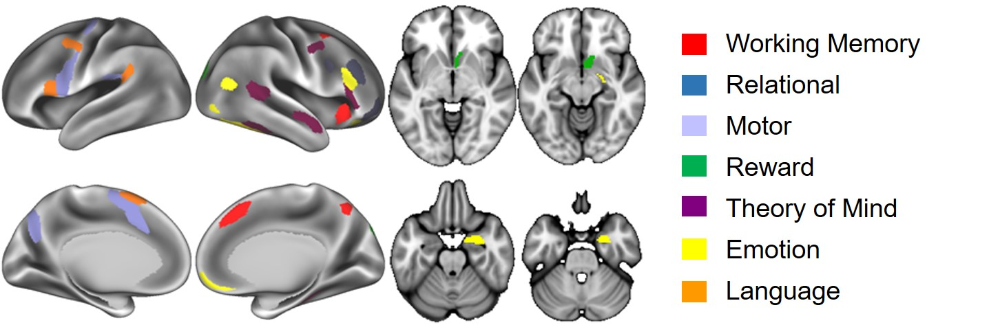 Working Memory
Relational
Motor
Reward
Theory of Mind
Emotion
Language